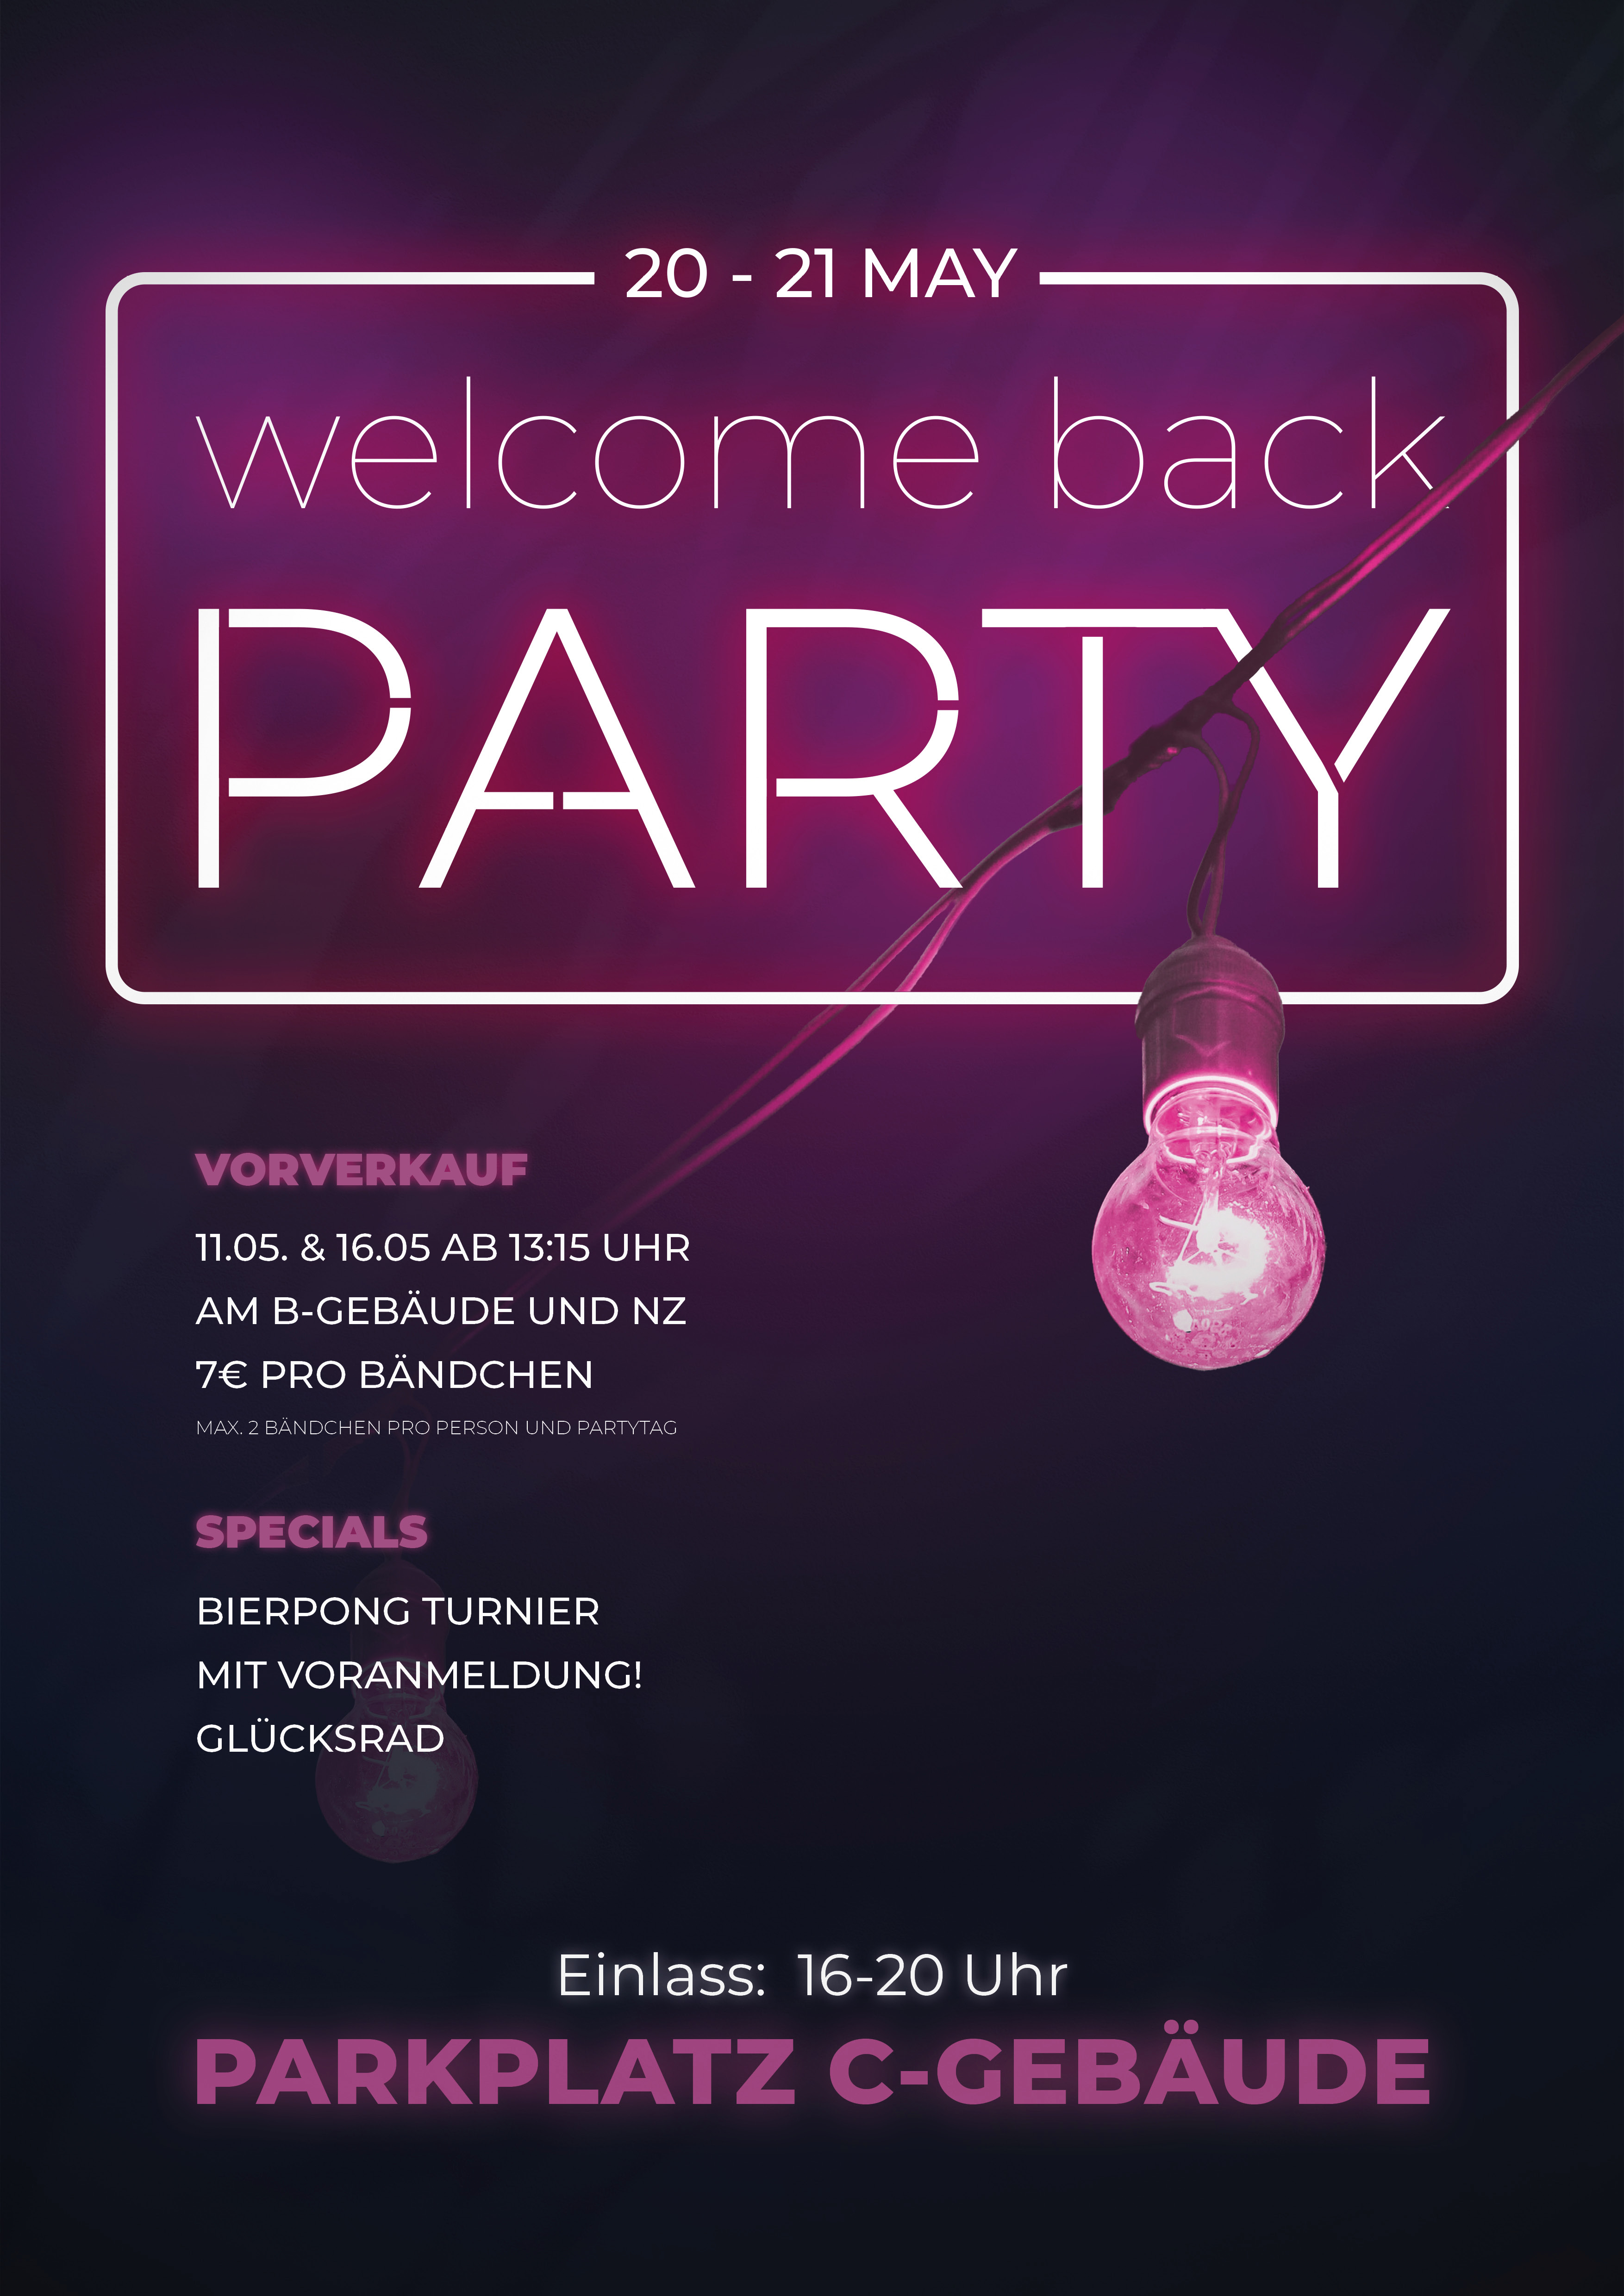 20 - 21 MAY
welcome back
PARTY
VORVERKAUF
11.05. & 16.05 AB 13:15 UHR
AM B-GEBÄUDE UND NZ
7€ PRO BÄNDCHEN
MAX. 2 BÄNDCHEN PRO PERSON UND PARTYTAG
SPECIALS
BIERPONG TURNIER
MIT VORANMELDUNG!
GLÜCKSRAD
Einlass: 16-20 Uhr
PARKPLATZ C-GEBÄUDE